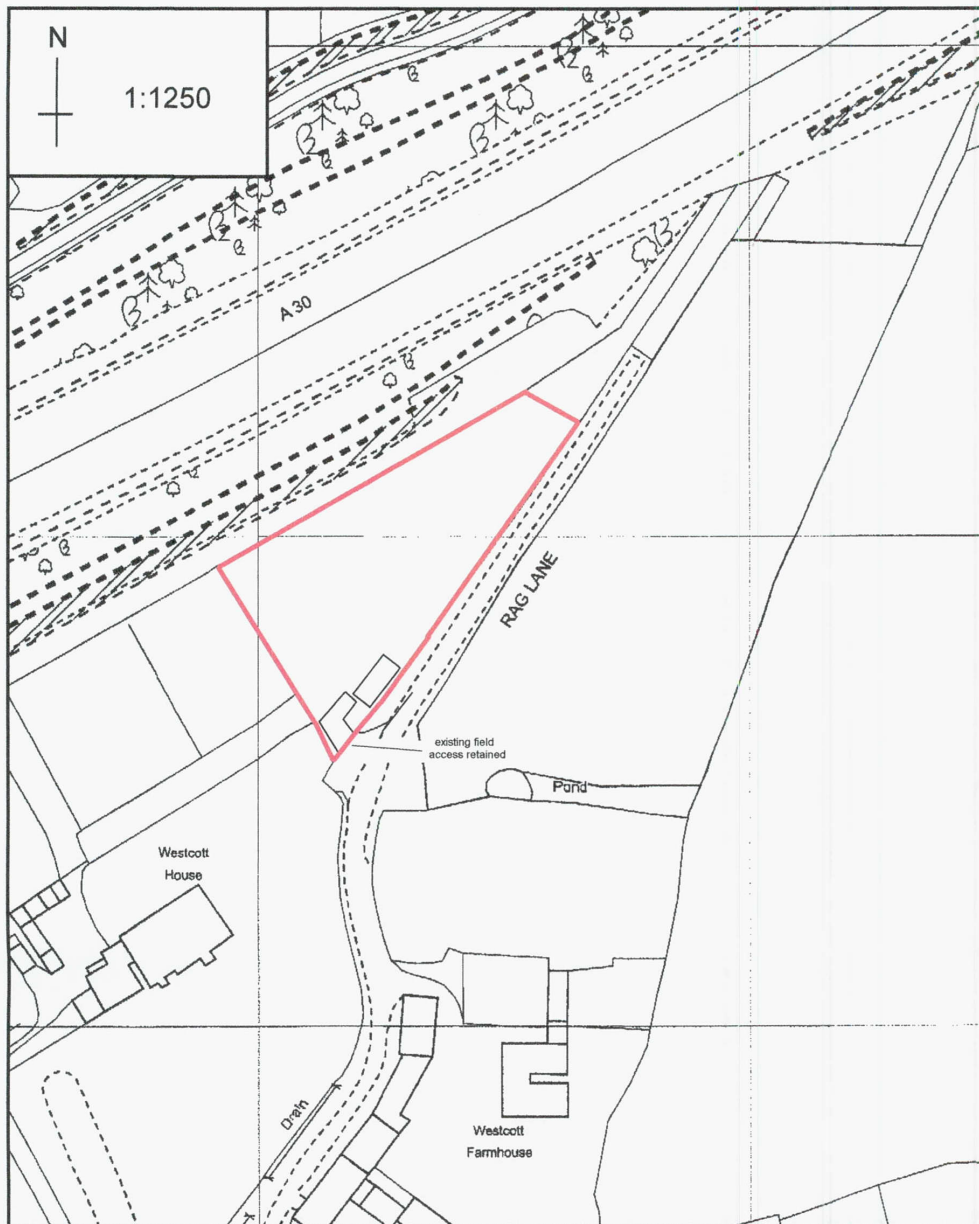 N
1:1250
A30
RAG LANE
existing field
access retained
Pond
Westcott
House
Drain
Westcott
Farmhouse